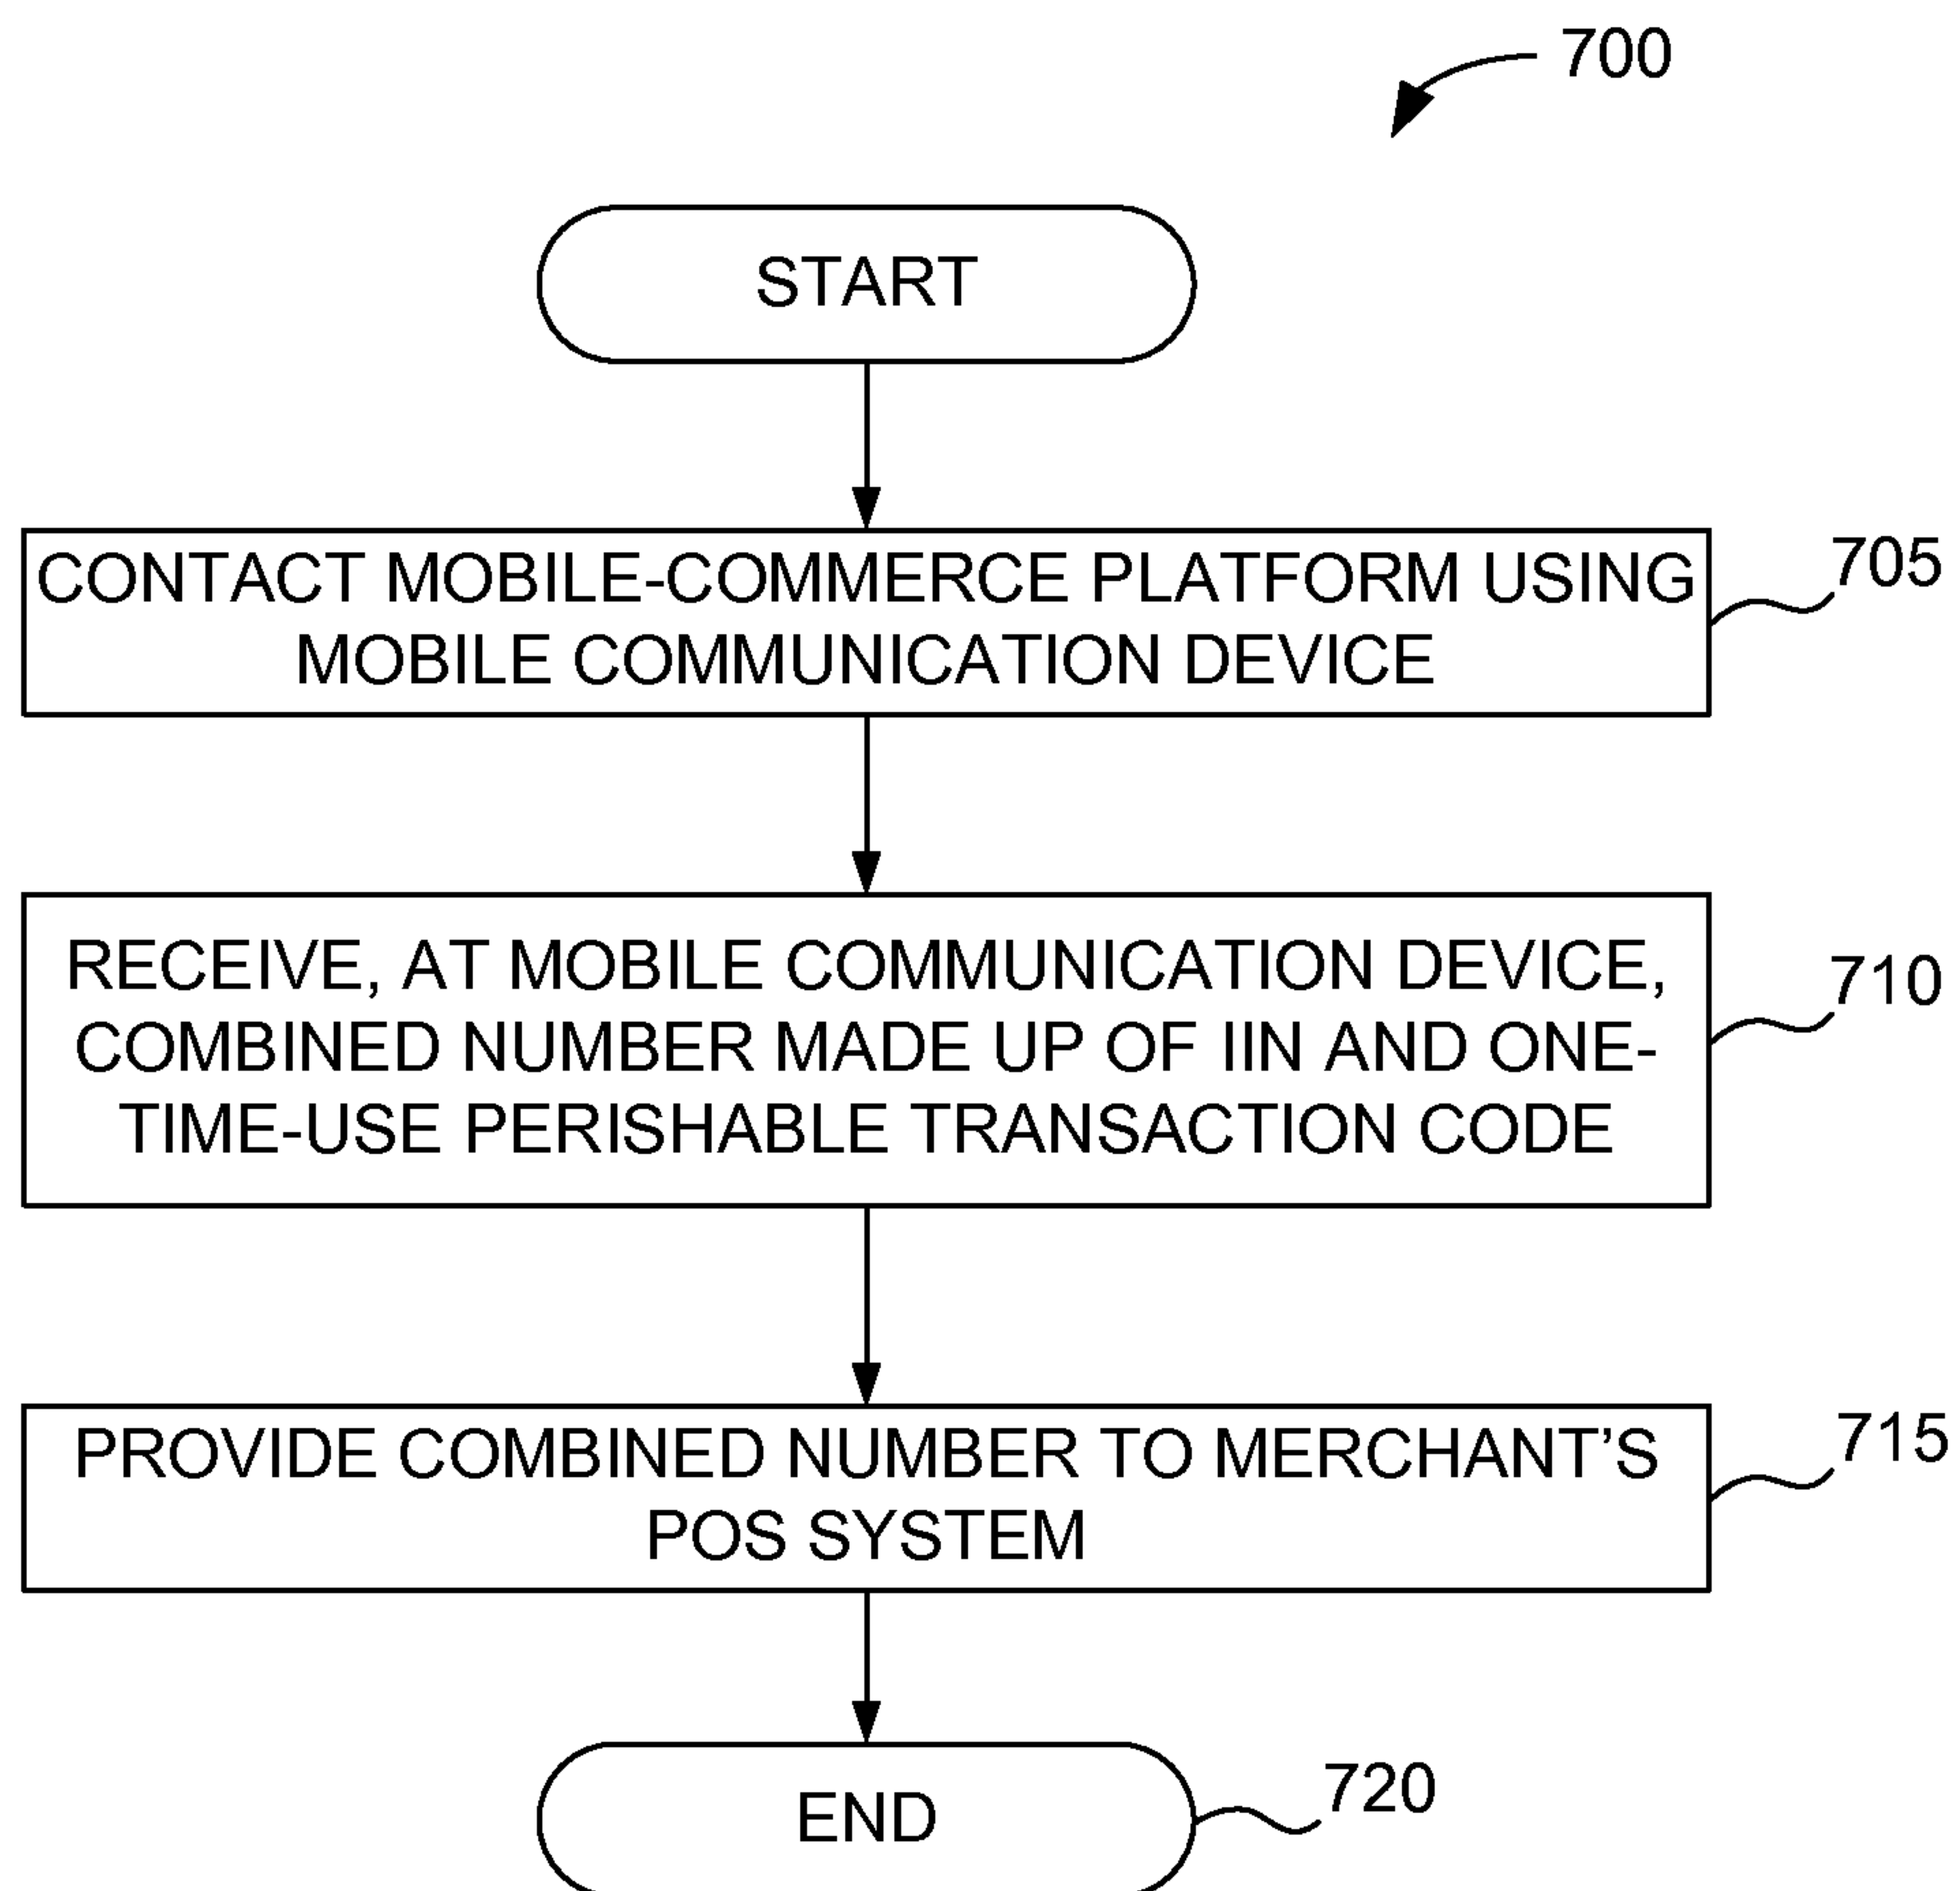 700
START
CONTACT MOBILE-COMMERCE PLATFORM USING
MOBILE COMMUNICATION DEVICE
705
RECEIVE, AT MOBILE COMMUNICATION DEVICE,
COMBINED NUMBER MADE UP OF IIN AND ONE-
TIME-USE PERISHABLE TRANSACTION CODE
710
PROVIDE COMBINED NUMBER TO MERCHANT’S
POS SYSTEM
715
END
720